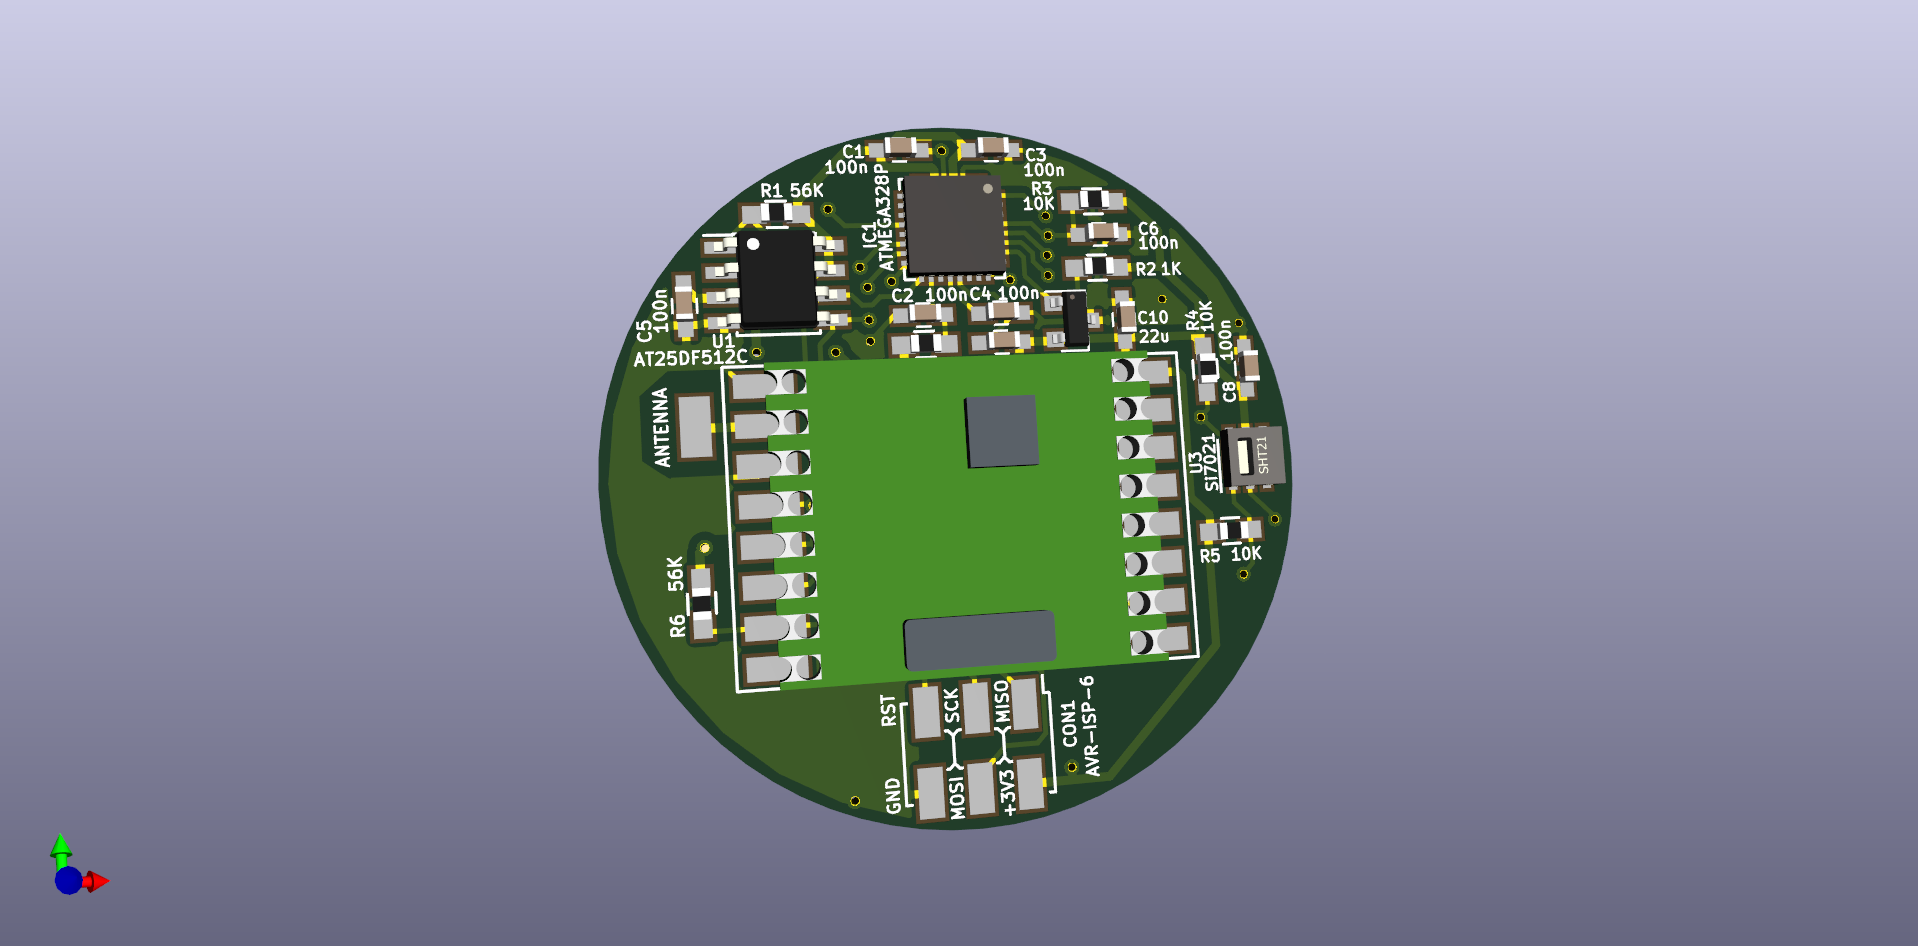 C1
100n
C3
100n
R1 56K
R3
10K
IC1
ATMEGA328P
C6
100n
R2 1K
C2 100n
C4 100n
C5
100n
U1
AT25DF512C
C10
22u
R4
10K
100n
C8
ANTENNA
U3
Si7021
SHT21
R5 10K
56K
R6
RST
SCK
MISO
CON1
AVR-ISP-6
GND
MOSI
+3V3